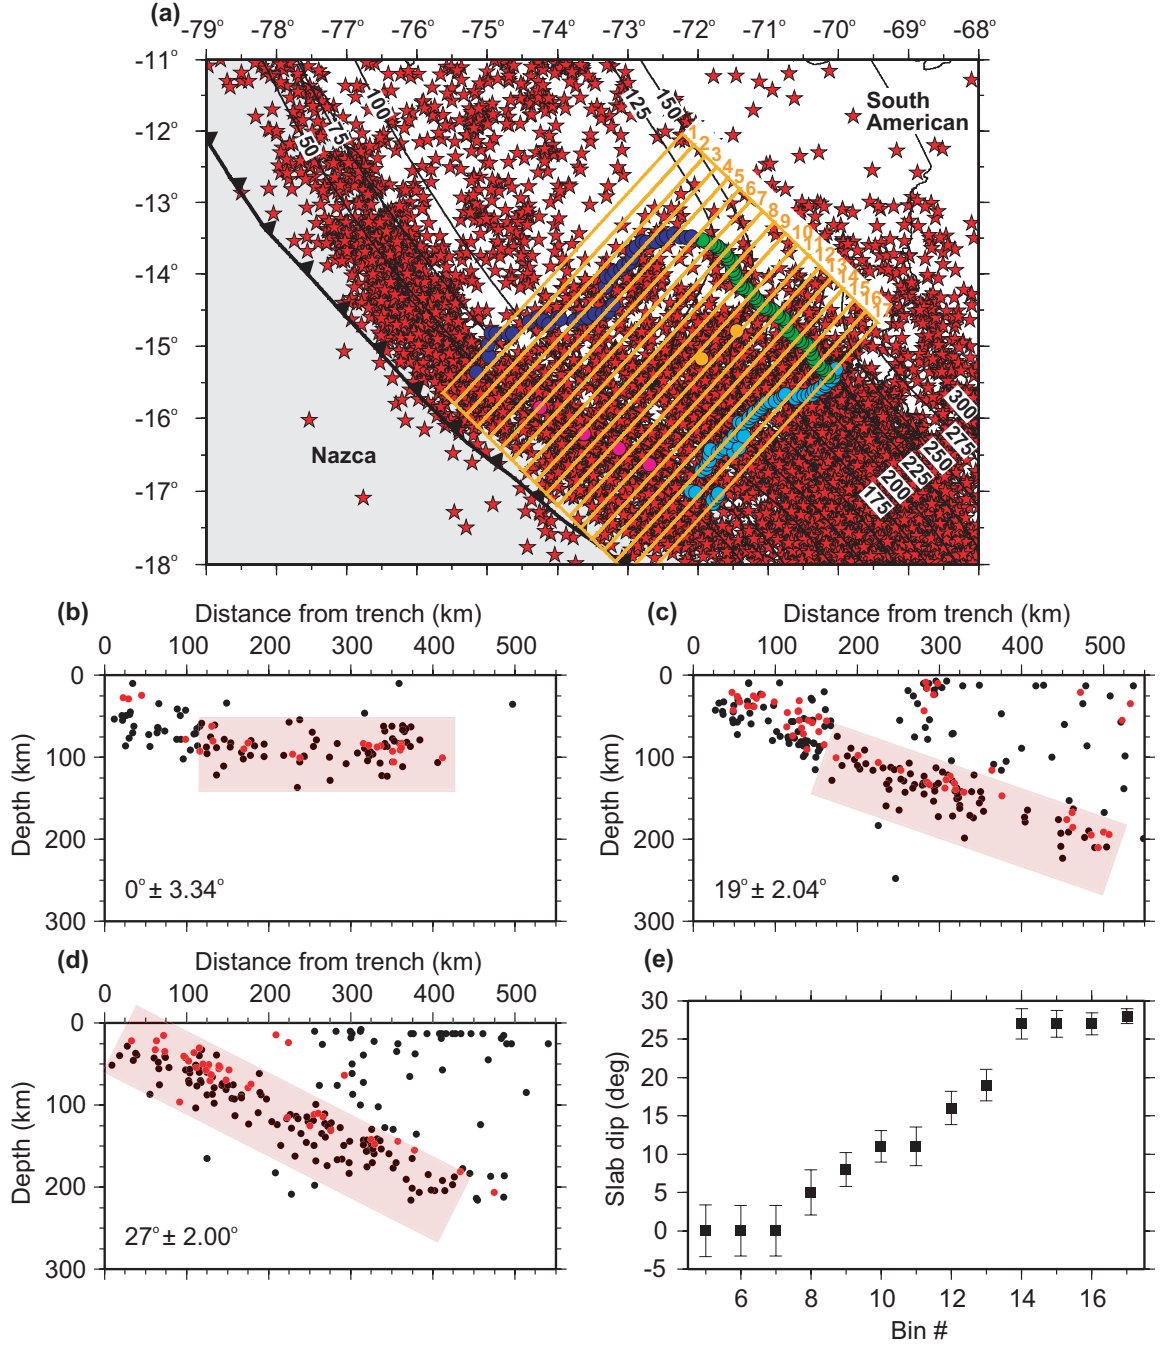 (a)
-79° -78° -77° -76° -75° -74° -73° -72° -71° -70° -69° -68°
-11°
-12°
-13°
-14°
-15°
-16°
-17°
-18°
50
75
100
125
150
South
American
1
2
3
4
5
6
7
8
9
10
11
12
13
14
15
16
17
Nazca
300
275
250
225
200
175
(b)
Distance from trench (km)
0 100 200 300 400 500
0
100
200
300
Depth (km)
0° ± 3.34°
(c)
Distance from trench (km)
0 100 200 300 400 500
0
100
200
300
Depth (km)
19° ± 2.04°
(d)
Distance from trench (km)
0 100 200 300 400 500
0
100
200
300
Depth (km)
27° ± 2.00°
(e)
30
25
20
15
10
5
0
-5
Slab dip (deg)
6 8 10 12 14 16
Bin #